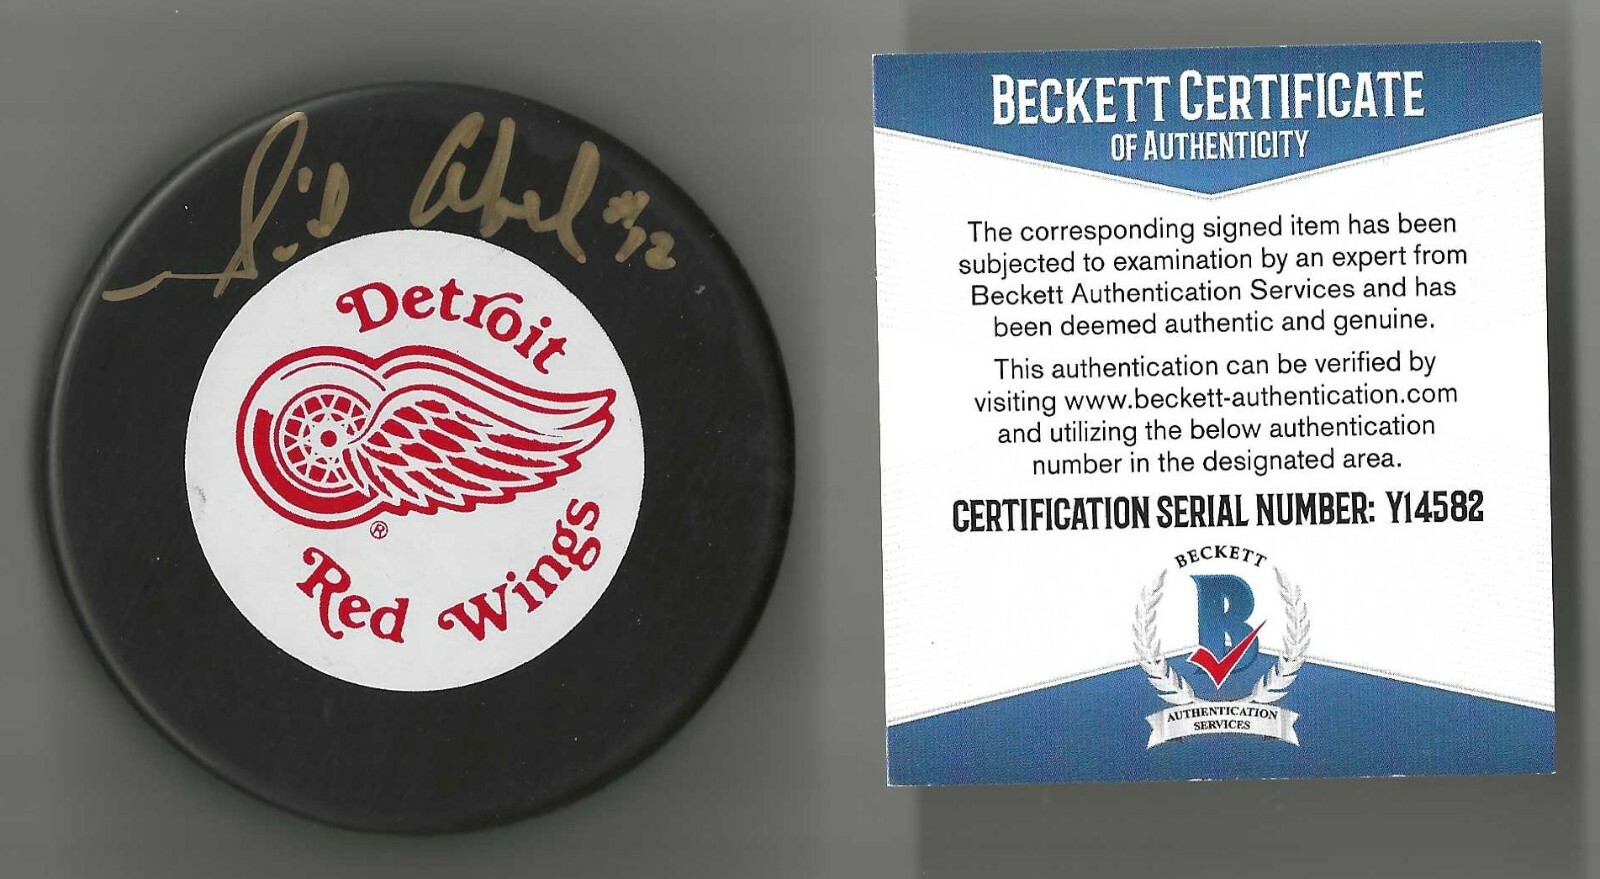 Sid Abel #12
Detroit
®
Red Wings
BECKETT CERTIFICATE
OF AUTHENTICITY
The corresponding signed item has been
subjected to examination by an expert from
Beckett Authentication Services and has
been deemed authentic and genuine.
This authentication can be verified by
visiting www.beckett-authentication.com
and utilizing the below authentication
number in the designated area.
CERTIFICATION SERIAL NUMBER: Y14582
BECKETT
B
AUTHENTICATION
SERVICES